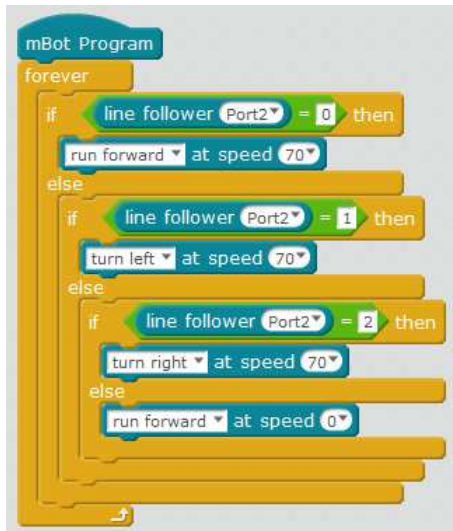 mBot Program
forever
if line follower Port2 = 0 then
run forward at speed 70
else
if line follower Port2 = 1 then
turn left at speed 70
else
if line follower Port2 = 2 then
turn right at speed 70
else
run forward at speed 0